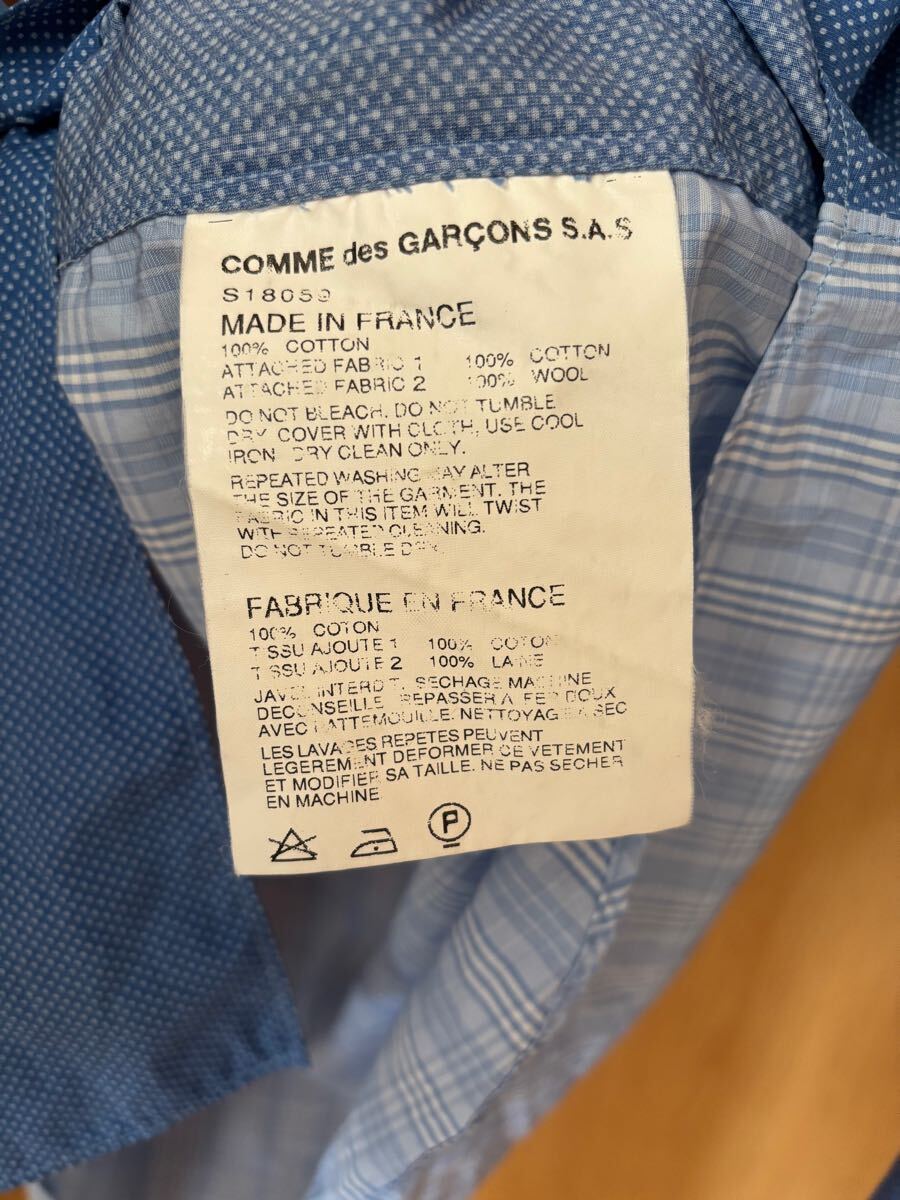 COMME des GARÇONS S.A.S
S18059
MADE IN FRANCE
100% COTTON
ATTACHED FABRIC 1 100% COTTON
ATTACHED FABRIC 2 100% WOOL
DO NOT BLEACH. DO NOT TUMBLE
DRY. COVER WITH CLOTH, USE COOL
IRON. DRY CLEAN ONLY.
REPEATED WASHING MAY ALTER
THE SIZE OF THE GARMENT. THE
FABRIC IN THIS ITEM WILL TWIST
WITH REPEATED CLEANING.
DO NOT TUMBLE DRY.
FABRIQUE EN FRANCE
100% COTON
TISSU AJOUTE 1 100% COTON
TISSU AJOUTE 2 100% LAINE
JAVEL INTERDIT. SECHAGE MACHINE
DECONSEILLE. REPASSER A FER DOUX
AVEC PATTEMOUILLE. NETTOYAGE A SEC
LES LAVAGES REPETES PEUVENT
LEGEREMENT DEFORMER CE VETEMENT
ET MODIFIER SA TAILLE. NE PAS SECHER
EN MACHINE
P